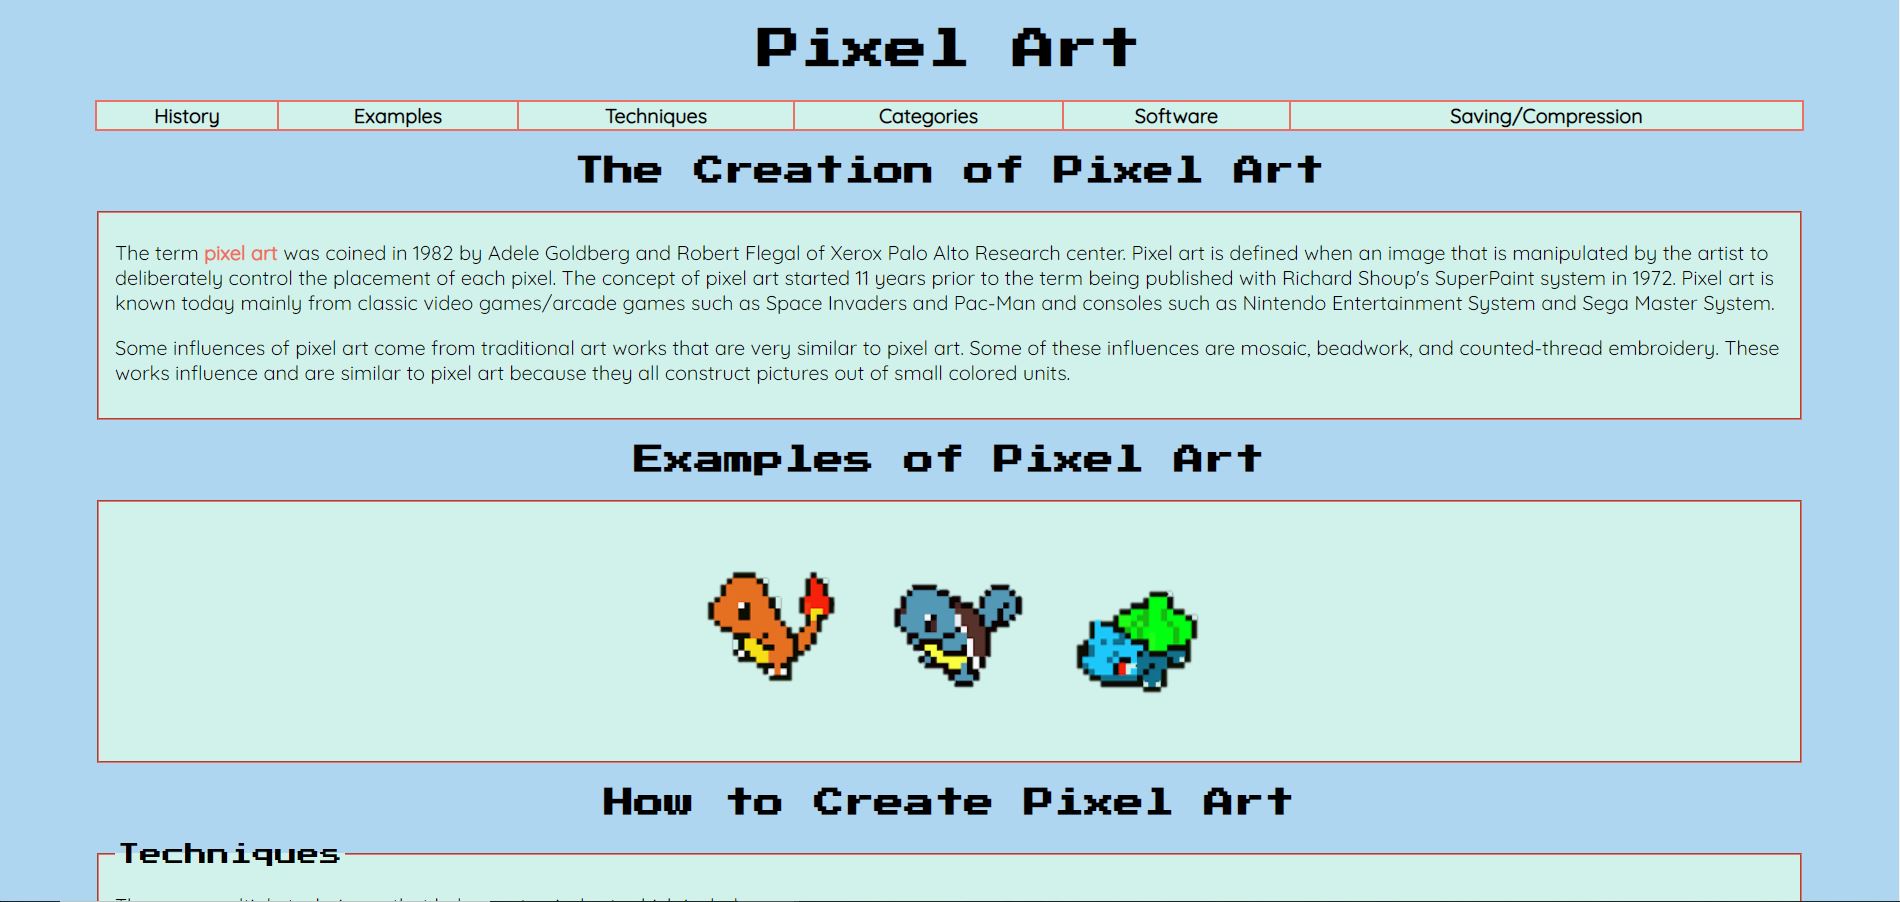 Pixel Art
History Examples Techniques Categories Software Saving/Compression
The Creation of Pixel Art
The term pixel art was coined in 1982 by Adele Goldberg and Robert Flegal of Xerox Palo Alto Research center. Pixel art is defined when an image that is manipulated by the artist to
deliberately control the placement of each pixel. The concept of pixel art started 11 years prior to the term being published with Richard Shoup's SuperPaint system in 1972. Pixel art is
known today mainly from classic video games/arcade games such as Space Invaders and Pac-Man and consoles such as Nintendo Entertainment System and Sega Master System.
Some influences of pixel art come from traditional art works that are very similar to pixel art. Some of these influences are mosaic, beadwork, and counted-thread embroidery. These
works influence and are similar to pixel art because they all construct pictures out of small colored units.
Examples of Pixel Art
How to Create Pixel Art
Techniques